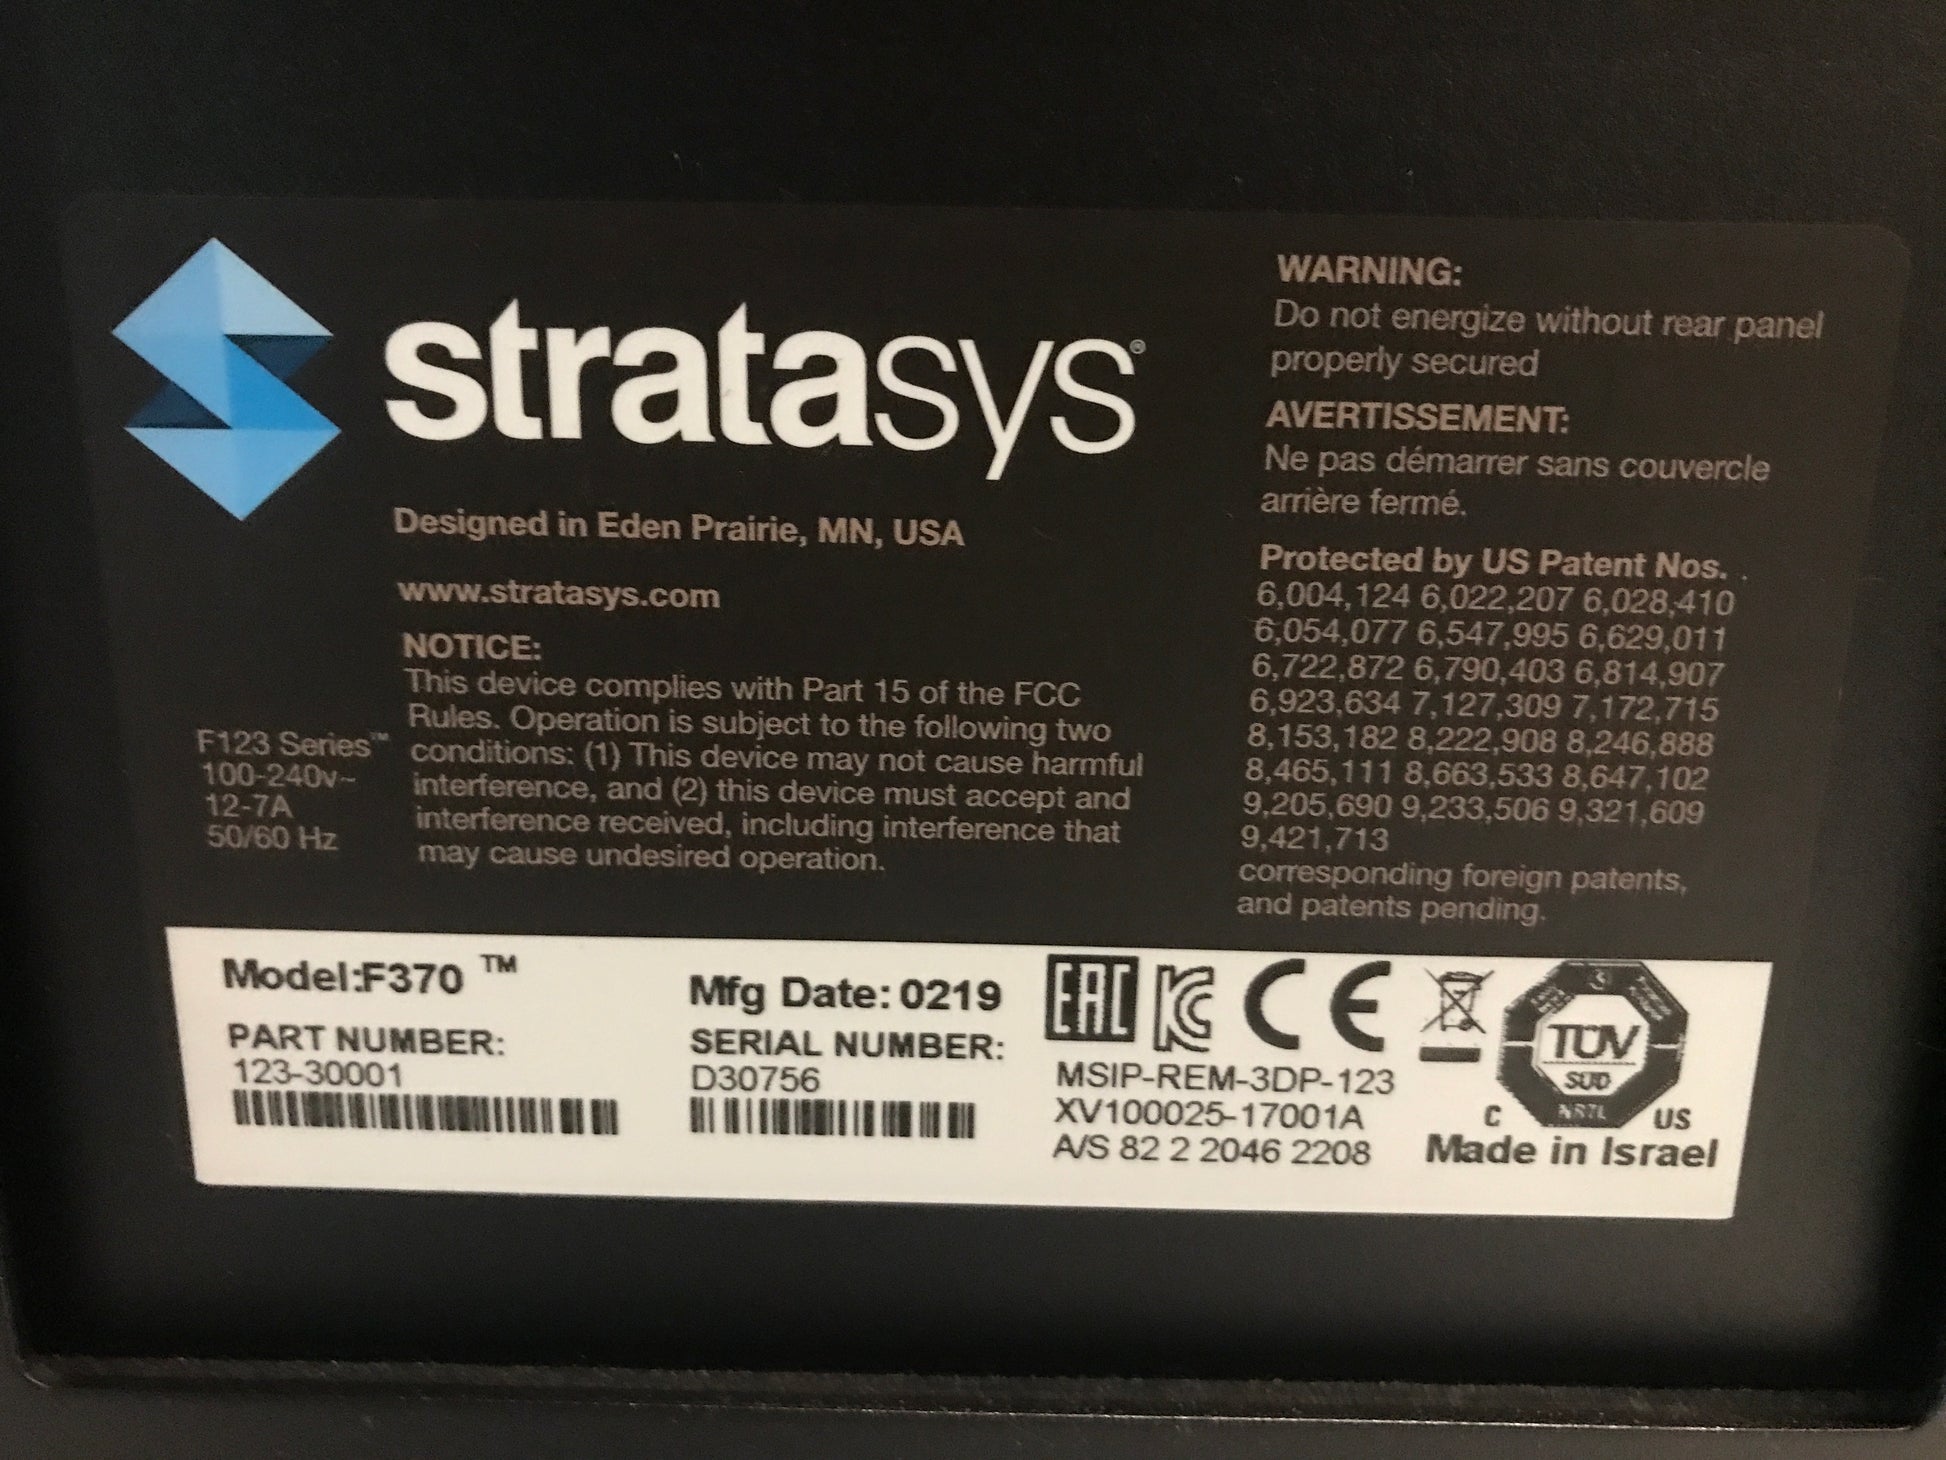 stratasys®
Designed in Eden Prairie, MN, USA
www.stratasys.com
NOTICE:
This device complies with Part 15 of the FCC
Rules. Operation is subject to the following two
conditions: (1) This device may not cause harmful
interference, and (2) this device must accept and
interference received, including interference that
may cause undesired operation.
F123 Series™
100-240v~
12-7A
50/60 Hz
WARNING:
Do not energize without rear panel
properly secured
AVERTISSEMENT:
Ne pas démarrer sans couvercle
arrière fermé.
Protected by US Patent Nos.
6,004,124 6,022,207 6,028,410
6,054,077 6,547,995 6,629,011
6,722,872 6,790,403 6,814,907
6,923,634 7,127,309 7,172,715
8,153,182 8,222,908 8,246,888
8,465,111 8,663,533 8,647,102
9,205,690 9,233,506 9,321,609
9,421,713
corresponding foreign patents,
and patents pending.
Model:F370 ™
PART NUMBER:
123-30001
Mfg Date: 0219
SERIAL NUMBER:
D30756
EAC KC CE
MSIP-REM-3DP-123
XV100025-17001A
A/S 82 2 2046 2208
TÜV
SÜD
NRTL
C US
Made in Israel